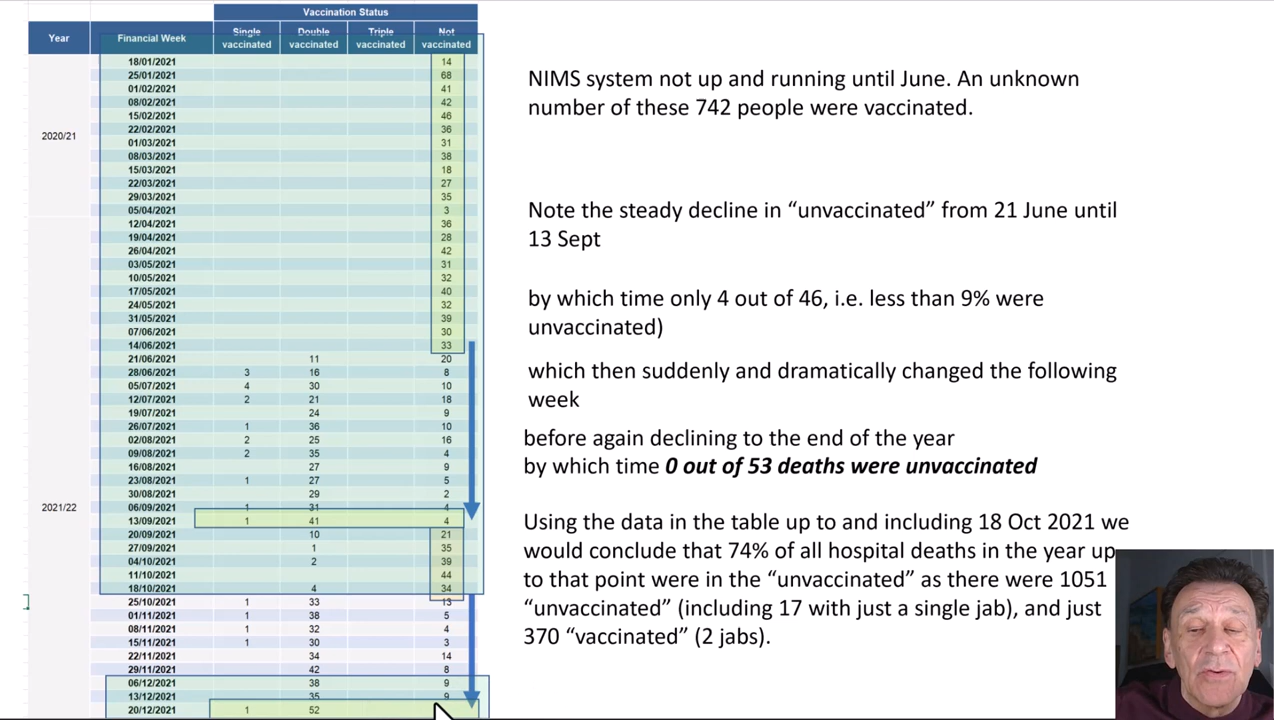 Vaccination Status
Year Financial Week Single vaccinated Double vaccinated Triple vaccinated Not vaccinated
18/01/2021 14
25/01/2021 68
01/02/2021 41
08/02/2021 42
15/02/2021 46
2020/21 22/02/2021 36
01/03/2021 31
08/03/2021 38
15/03/2021 18
22/03/2021 27
29/03/2021 35
05/04/2021 3
12/04/2021 36
19/04/2021 28
26/04/2021 42
03/05/2021 31
10/05/2021 32
17/05/2021 40
24/05/2021 32
31/05/2021 39
07/06/2021 30
14/06/2021 33
21/06/2021 11 20
28/06/2021 3 16 8
05/07/2021 4 30 10
12/07/2021 2 21 18
19/07/2021 24 9
26/07/2021 1 36 10
02/08/2021 2 25 16
09/08/2021 2 35 4
16/08/2021 27 9
23/08/2021 1 27 5
30/08/2021 29 2
2021/22 06/09/2021 1 31 4
13/09/2021 1 41 4
20/09/2021 10 21
27/09/2021 1 35
04/10/2021 2 39
11/10/2021 44
18/10/2021 4 34
25/10/2021 1 33 13
01/11/2021 1 38 5
08/11/2021 1 32 4
15/11/2021 1 30 3
22/11/2021 34 14
29/11/2021 42 8
06/12/2021 38 9
13/12/2021 35 9
20/12/2021 1 52
NIMS system not up and running until June. An unknown
number of these 742 people were vaccinated.
Note the steady decline in “unvaccinated” from 21 June until
13 Sept
by which time only 4 out of 46, i.e. less than 9% were
unvaccinated)
which then suddenly and dramatically changed the following
week
before again declining to the end of the year
by which time 0 out of 53 deaths were unvaccinated
Using the data in the table up to and including 18 Oct 2021 we
would conclude that 74% of all hospital deaths in the year up
to that point were in the “unvaccinated” as there were 1051
“unvaccinated” (including 17 with just a single jab), and just
370 “vaccinated” (2 jabs).